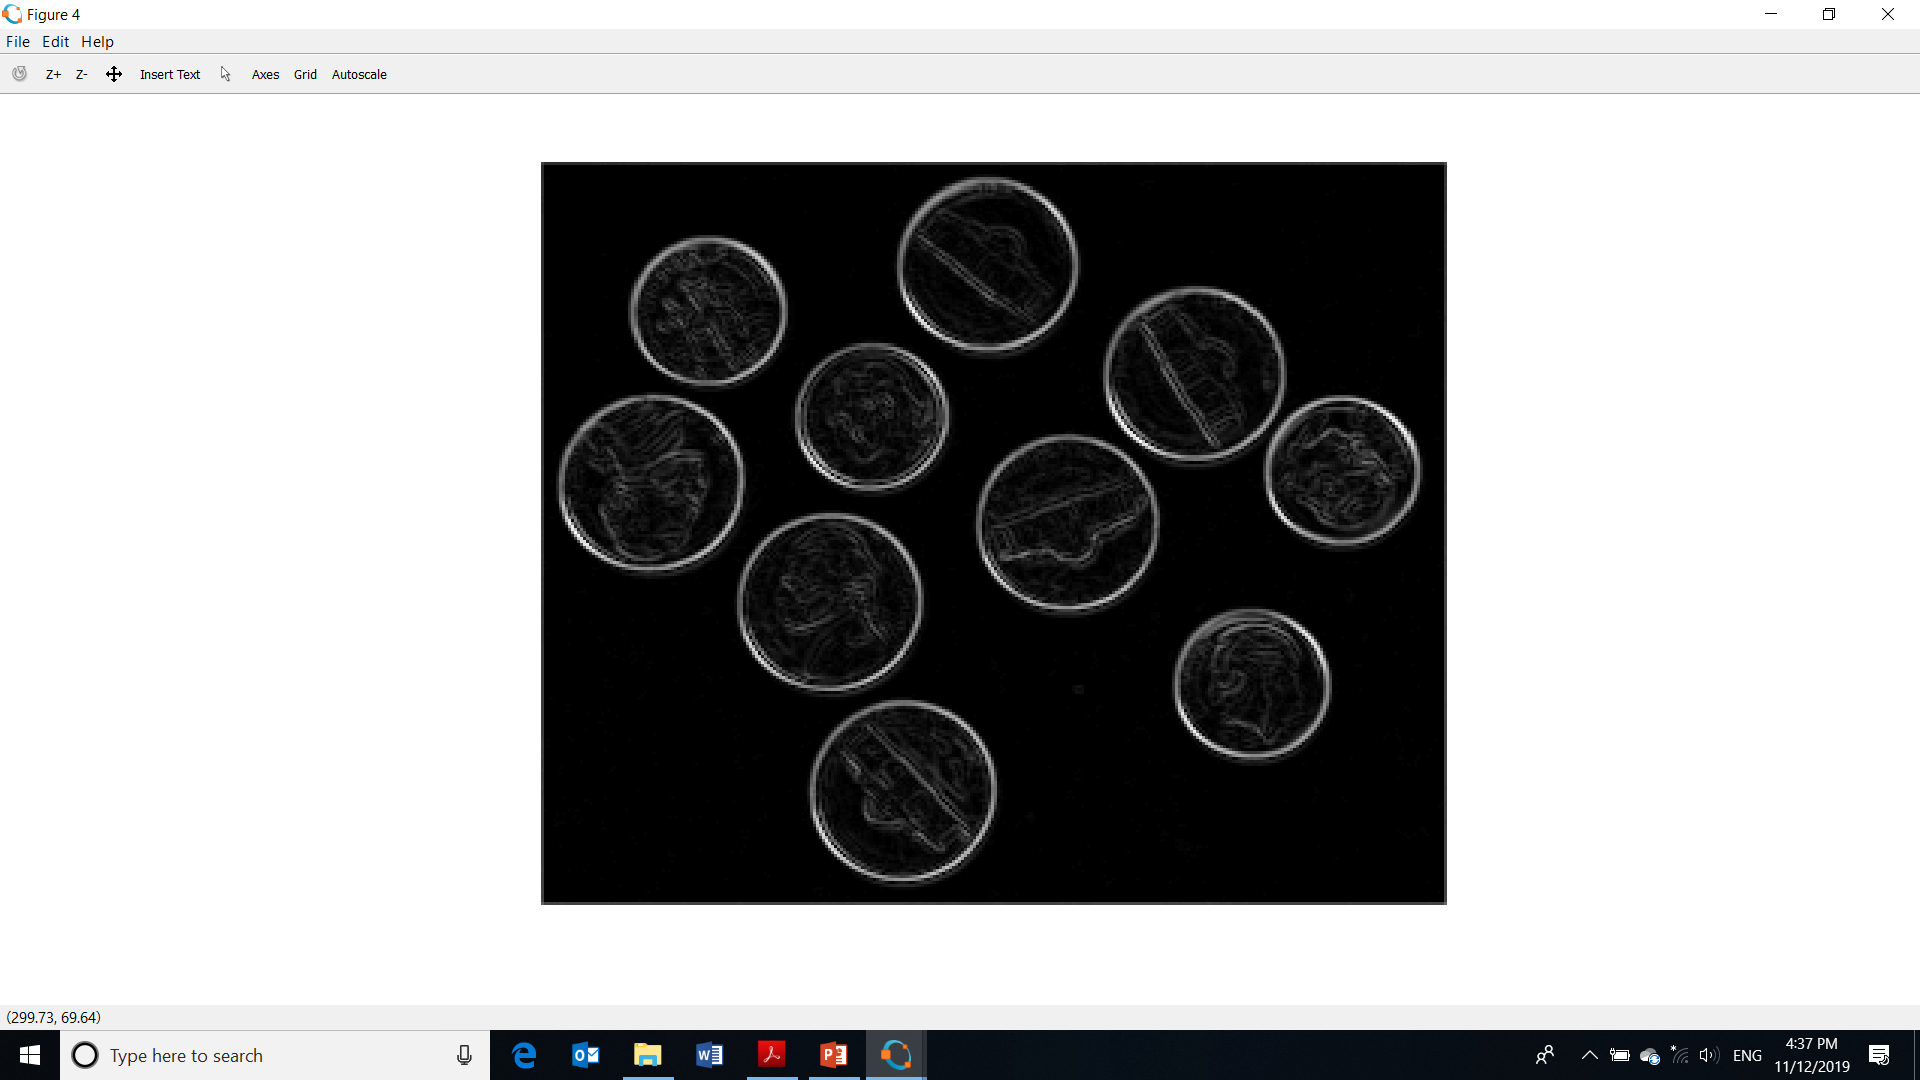 Figure 4
File Edit Help
Z+ Z- Insert Text Axes Grid Autoscale
(299.73, 69.64)
Type here to search
ENG
4:37 PM
11/12/2019